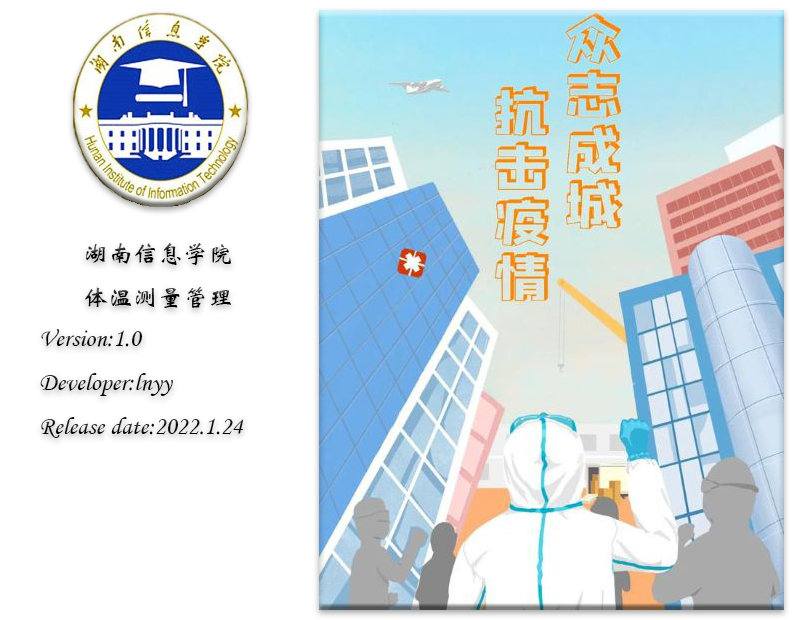 湖南信息学院
Hunan Institute of Information Technology
湖南信息学院
体温测量管理
Version:1.0
Developer:lnyy
Release date:2022.1.24
众志成城
抗击疫情